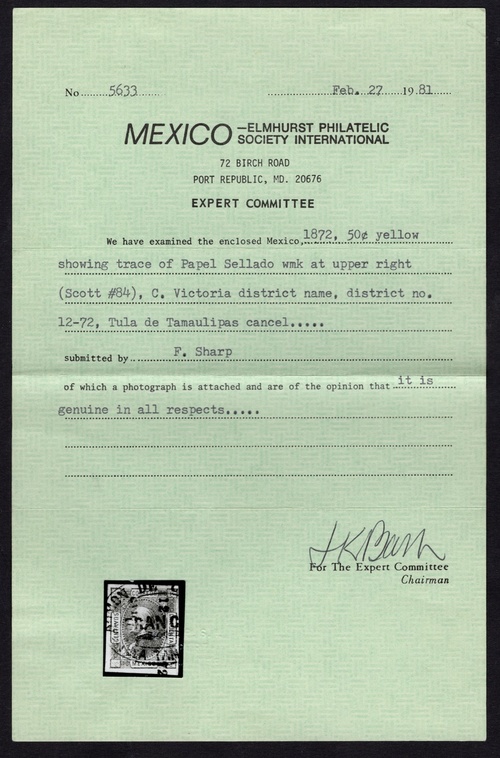 No 5633 Feb. 27 1981
MEXICO —ELMHURST PHILATELIC
SOCIETY INTERNATIONAL
72 BIRCH ROAD
PORT REPUBLIC, MD. 20676
EXPERT COMMITTEE
We have examined the enclosed Mexico, 1872, 50¢ yellow
showing trace of Papel Sellado wmk at upper right
(Scott #84), C. Victoria district name, district no.
12-72, Tula de Tamaulipas cancel.....
submitted by F. Sharp
of which a photograph is attached and are of the opinion that it is
genuine in all respects.....
For The Expert Committee
Chairman